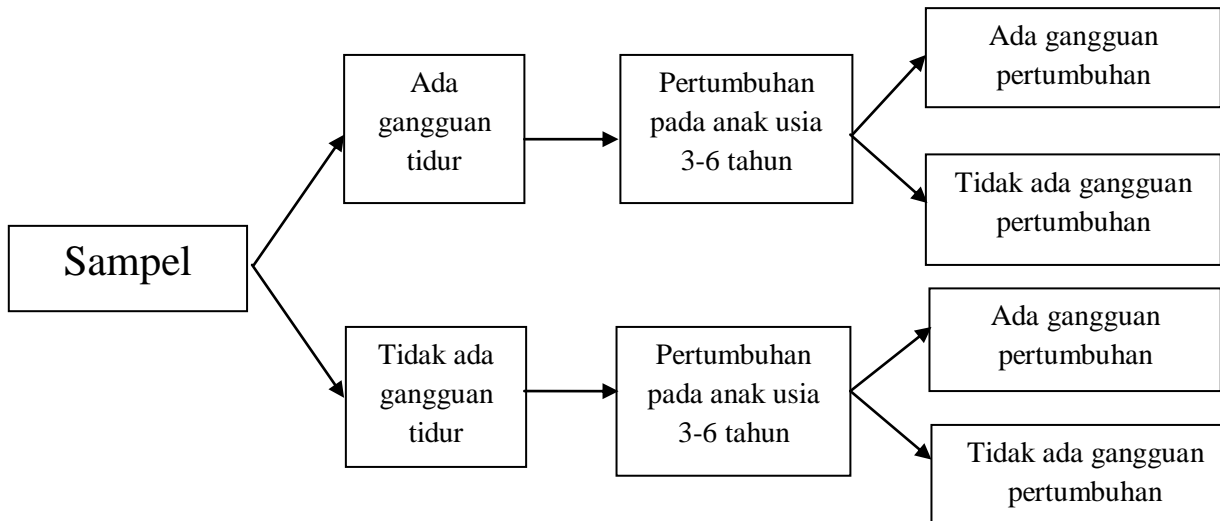 Sampel
Ada
gangguan
tidur
Pertumbuhan
pada anak usia
3-6 tahun
Ada gangguan
pertumbuhan
Tidak ada gangguan
pertumbuhan
Tidak ada
gangguan
tidur
Pertumbuhan
pada anak usia
3-6 tahun
Ada gangguan
pertumbuhan
Tidak ada gangguan
pertumbuhan